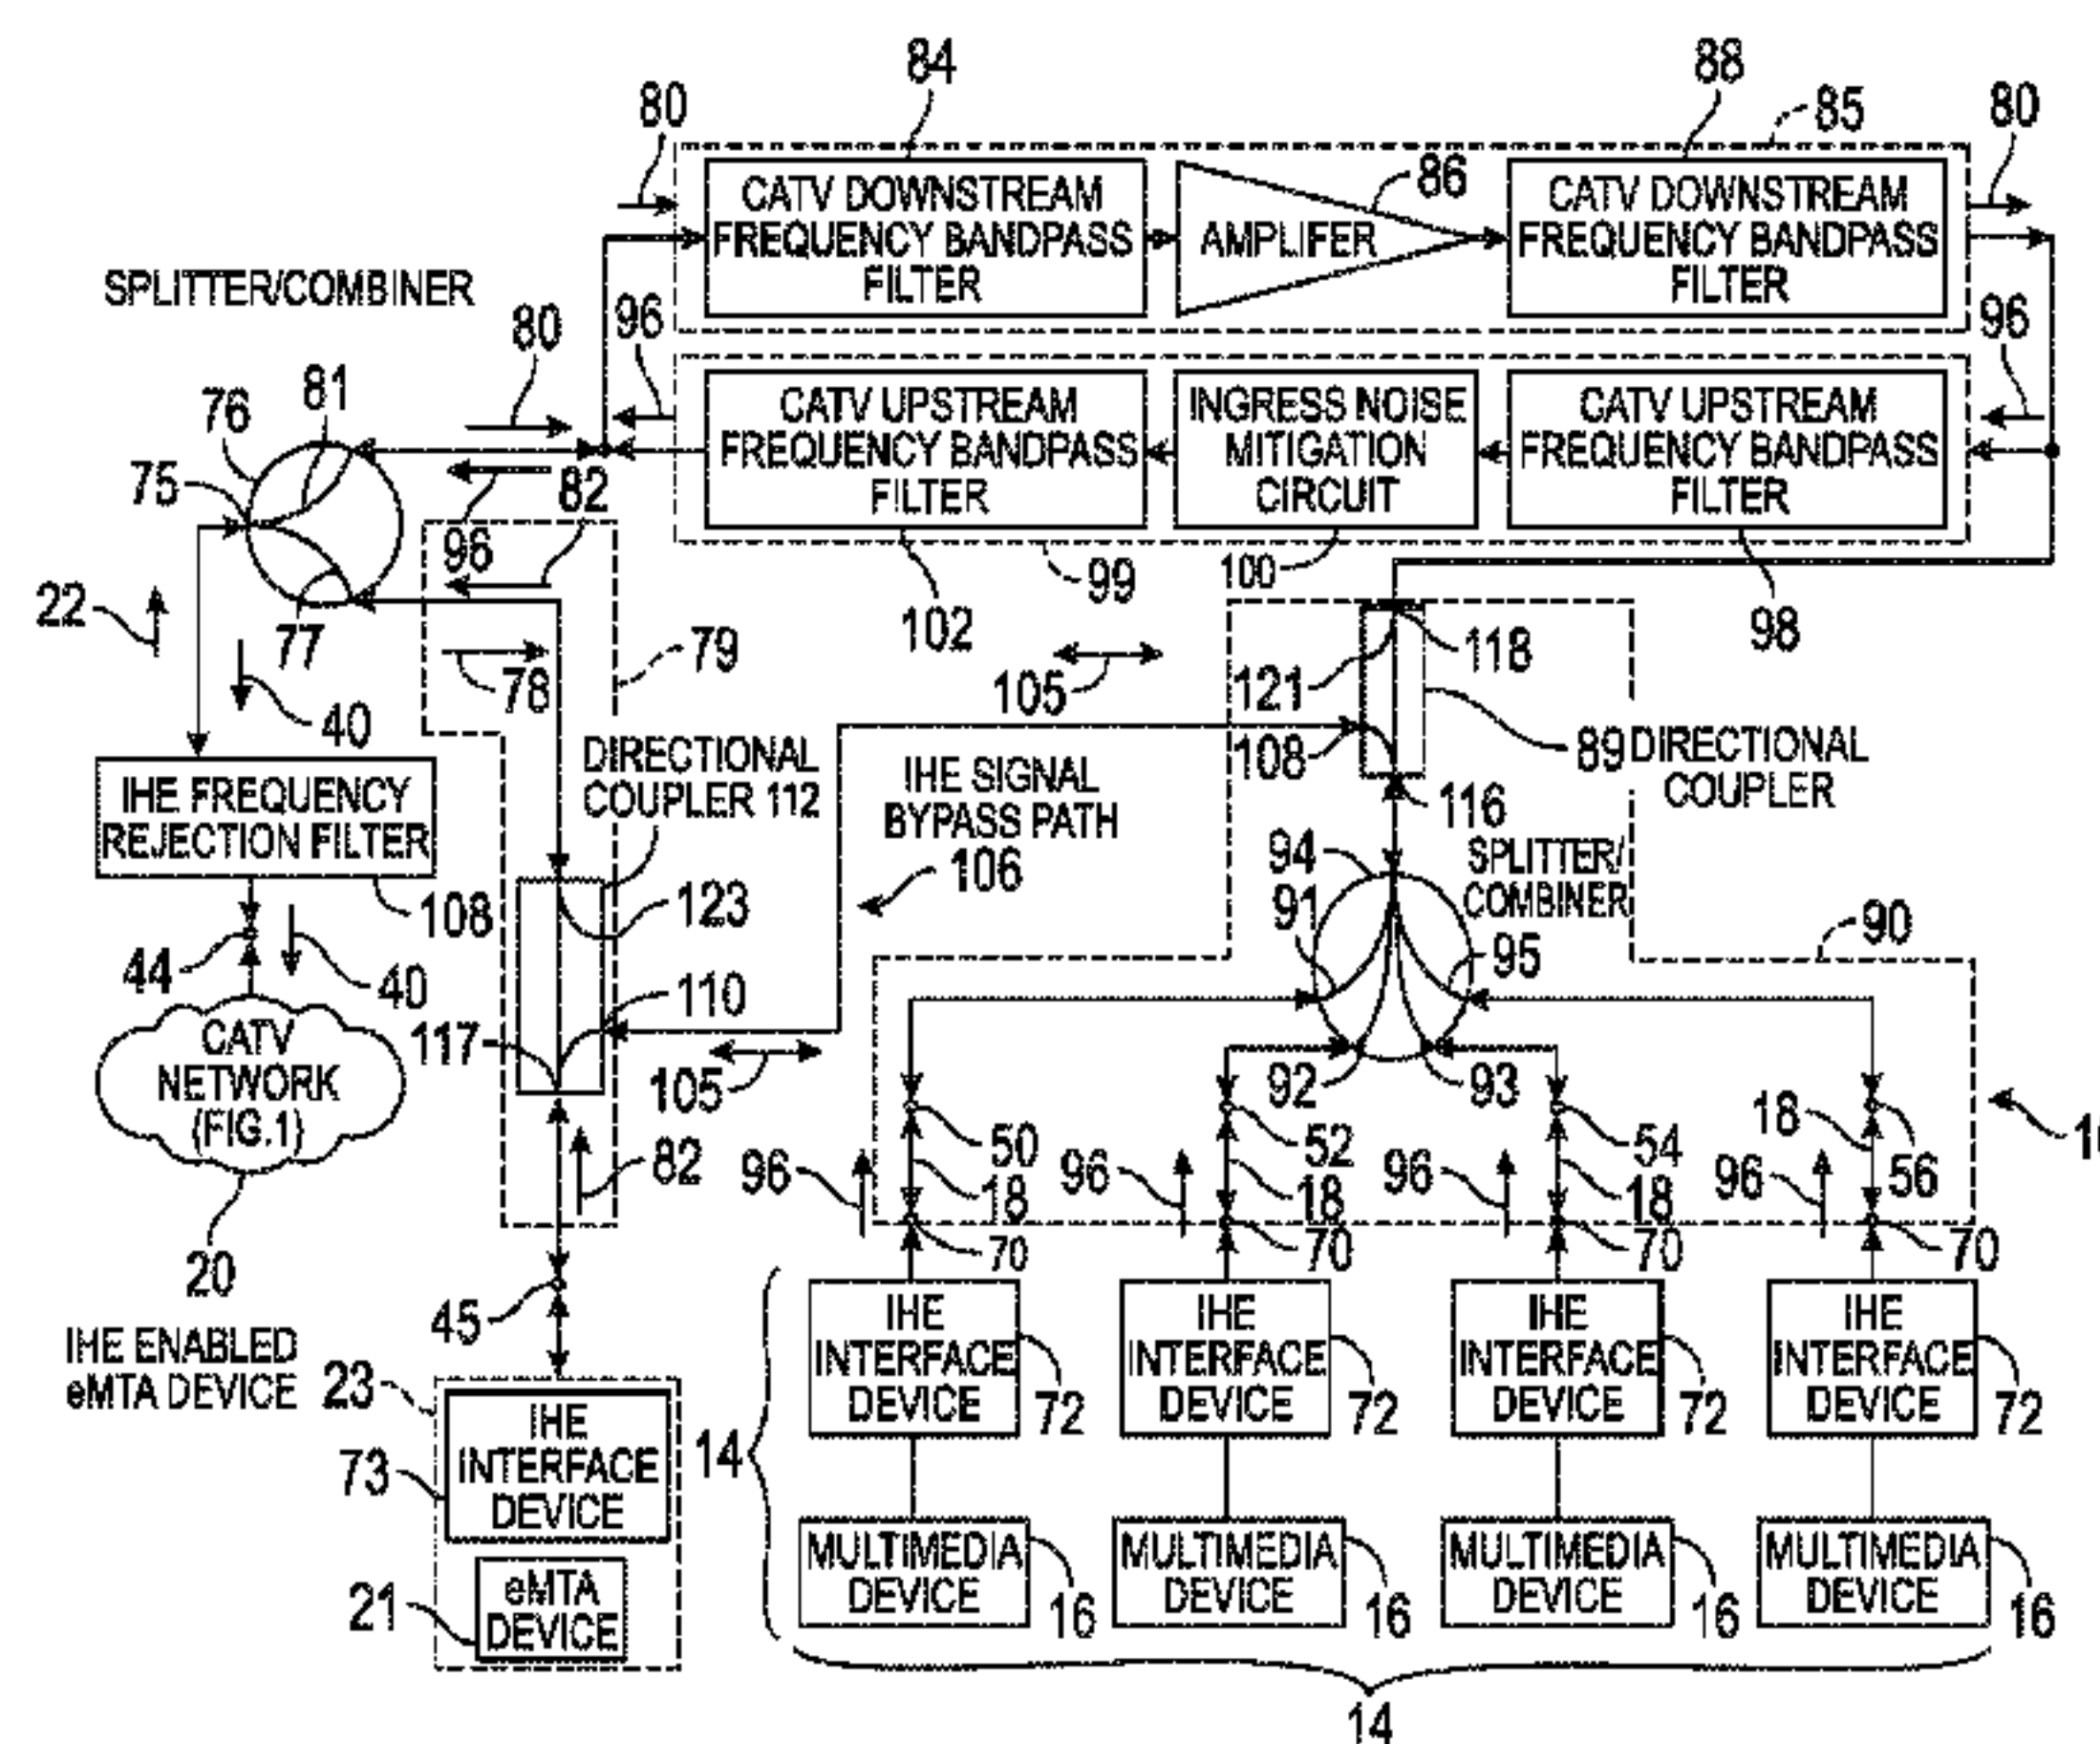 84
88
80
85
80
CATV DOWNSTREAM
FREQUENCY BANDPASS
FILTER
AMPLIFER
86
CATV DOWNSTREAM
FREQUENCY BANDPASS
FILTER
SPLITTER/COMBINER
80
96
96
76
81
75
CATV UPSTREAM
FREQUENCY BANDPASS
FILTER
INGRESS NOISE
MITIGATION
CIRCUIT
CATV UPSTREAM
FREQUENCY BANDPASS
FILTER
96
82
22
77
78
79
102
99
100
98
105
121
118
40
108
89 DIRECTIONAL
COUPLER
116
IHE FREQUENCY
REJECTION FILTER
108
DIRECTIONAL
COUPLER 112
IHE SIGNAL
BYPASS PATH
106
94
SPLITTER/
COMBINER
91
95
90
44
40
123
110
117
105
CATV
NETWORK
(FIG.1)
20
92
93
82
96
50
18
70
96
52
18
70
96
54
18
70
96
18
56
70
45
IHE ENABLED
eMTA DEVICE
23
IHE
INTERFACE
DEVICE
73
eMTA
DEVICE
21
14
IHE
INTERFACE
DEVICE
72
IHE
INTERFACE
DEVICE
72
IHE
INTERFACE
DEVICE
72
IHE
INTERFACE
DEVICE
72
MULTIMEDIA
DEVICE
16
MULTIMEDIA
DEVICE
16
MULTIMEDIA
DEVICE
16
MULTIMEDIA
DEVICE
16
14